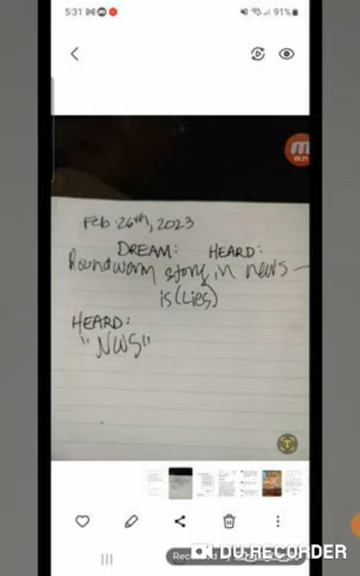 5:31
91%
Feb 26th, 2023
DREAM: HEARD:
Roundworm story in news—
is (Lies)
HEARD:
"NWS"
DU RECORDER